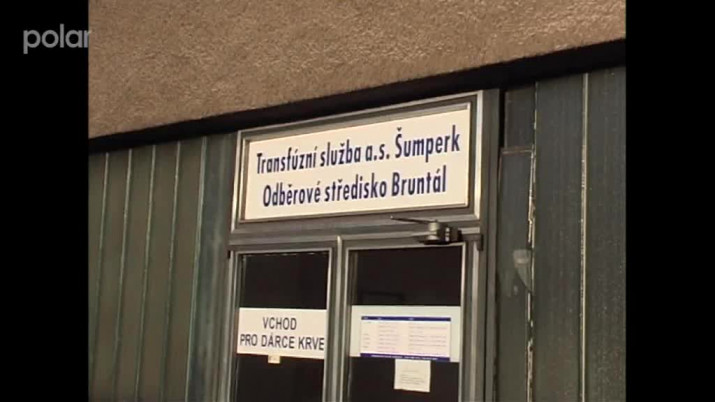 polar
Transfúzní služba a.s. Šumperk
Odběrové středisko Bruntál
VCHOD
PRO DÁRCE KRVE